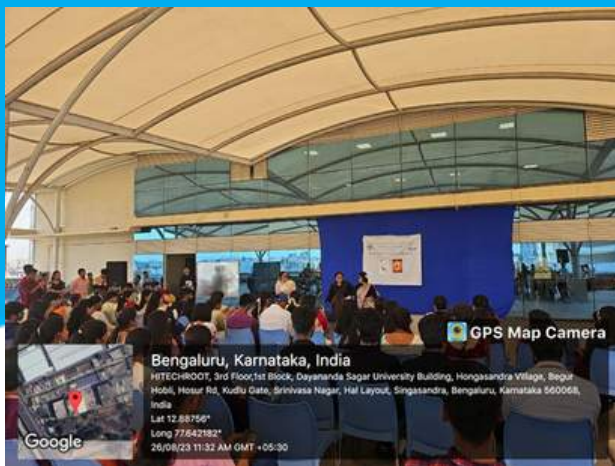 GPS Map Camera
Bengaluru, Karnataka, India
HITECHROOT, 3rd Floor,1st Block, Dayananda Sagar University Building, Hongasandra Village, Begur
Hobli, Hosur Rd, Kudlu Gate, Srinivasa Nagar, Hal Layout, Singasandra, Bengaluru, Karnataka 560068,
India
Lat 12.88756°
Long 77.642182°
26/08/23 11:32 AM GMT +05:30
Google